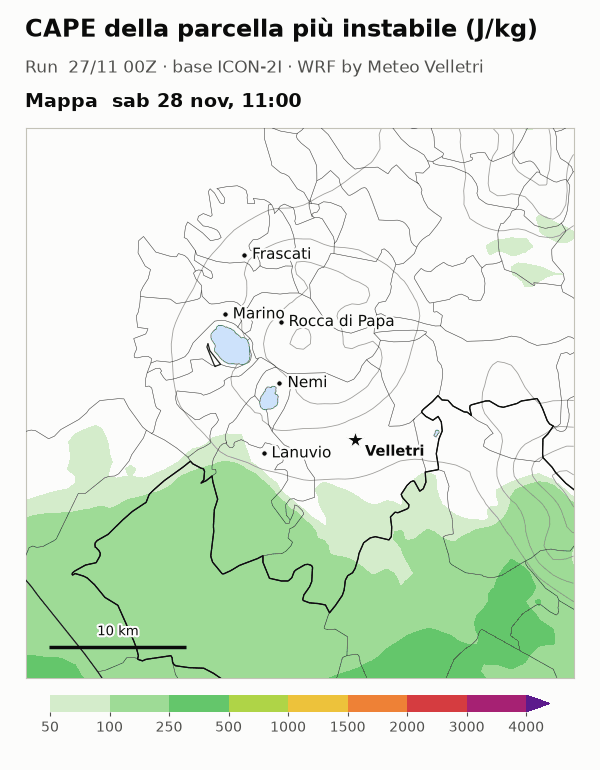 CAPE della parcella più instabile (J/kg)
Run  27/11 00Z · base ICON-2I · WRF by Meteo Velletri
Mappa  sab 28 nov, 11:00
Frascati
Marino
Rocca di Papa
Nemi
Velletri
Lanuvio
10 km
50 100 250 500 1000 1500 2000 3000 4000